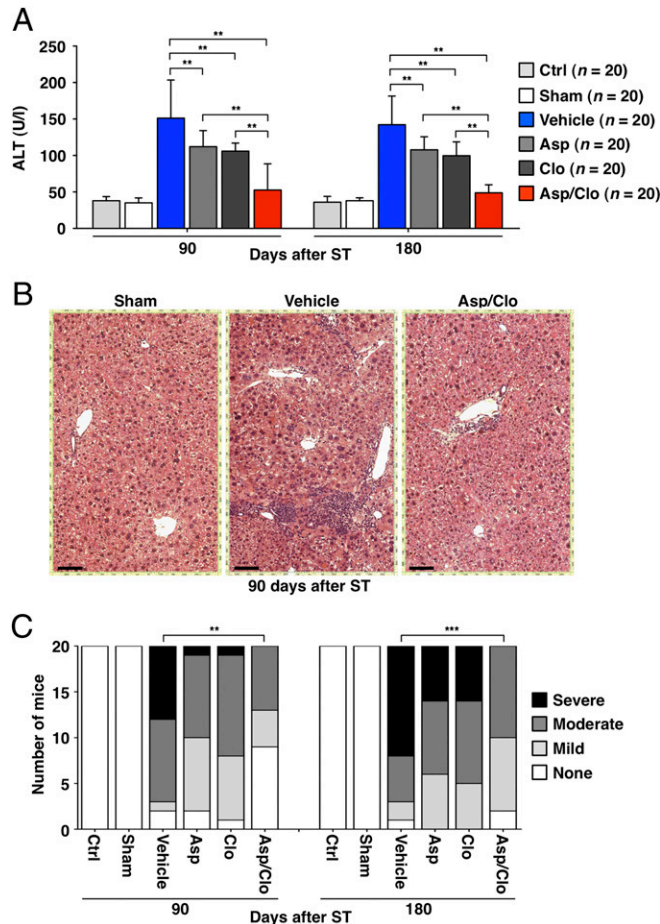 A
ALT (U/l)
250
200
150
100
50
0
** ** ** ** **
** ** ** ** **
90
180
Days after ST
Ctrl (n = 20)
Sham (n = 20)
Vehicle (n = 20)
Asp (n = 20)
Clo (n = 20)
Asp/Clo (n = 20)
B
Sham Vehicle Asp/Clo
90 days after ST
C
Number of mice
20
15
10
5
0
** ***
Severe
Moderate
Mild
None
Ctrl Sham Vehicle Asp Clo Asp/Clo Ctrl Sham Vehicle Asp Clo Asp/Clo
90 180
Days after ST